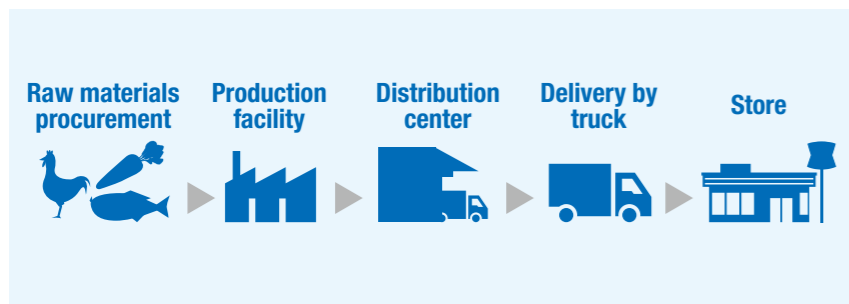 Raw materials
procurement
Production
facility
Distribution
center
Delivery by
truck
Store